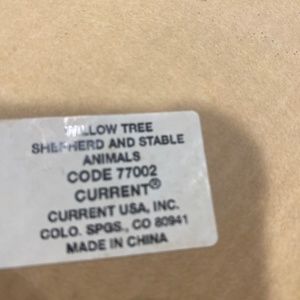 WILLOW TREE
SHEPHERD AND STABLE
ANIMALS
CODE 77002
CURRENT®
CURRENT USA, INC.
COLO. SPGS., CO 80941
MADE IN CHINA